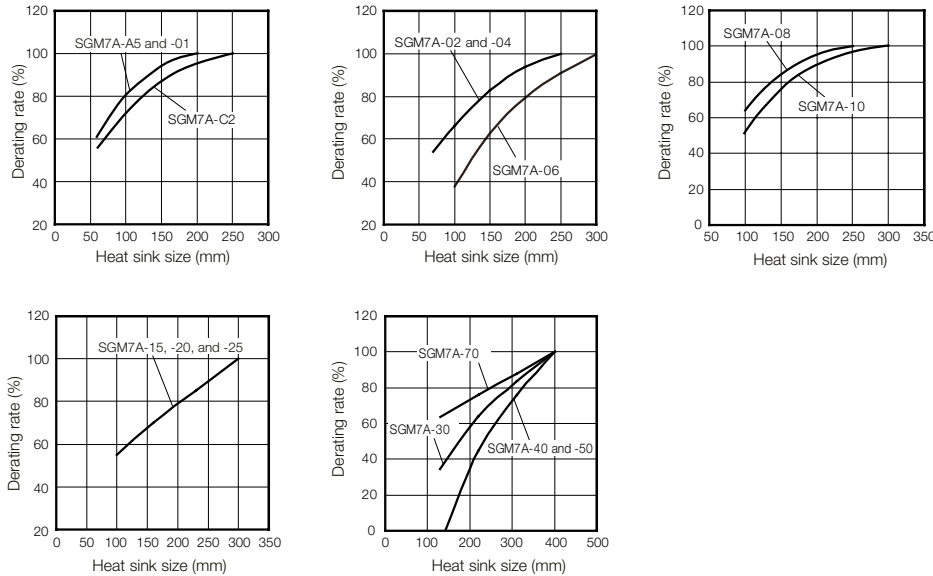 120
100
80
60
40
20
0 50 100 150 200 250 300
Derating rate (%)
Heat sink size (mm)
SGM7A-A5 and -01
SGM7A-C2
120
100
80
60
40
20
0 50 100 150 200 250 300
Derating rate (%)
Heat sink size (mm)
SGM7A-02 and -04
SGM7A-06
120
100
80
60
40
20
0
50 100 150 200 250 300 350
Derating rate (%)
Heat sink size (mm)
SGM7A-08
SGM7A-10
120
100
80
60
40
20
0 50 100 150 200 250 300 350
Derating rate (%)
Heat sink size (mm)
SGM7A-15, -20, and -25
120
100
80
60
40
20
0
0 100 200 300 400 500
Derating rate (%)
Heat sink size (mm)
SGM7A-70
SGM7A-30
SGM7A-40 and -50